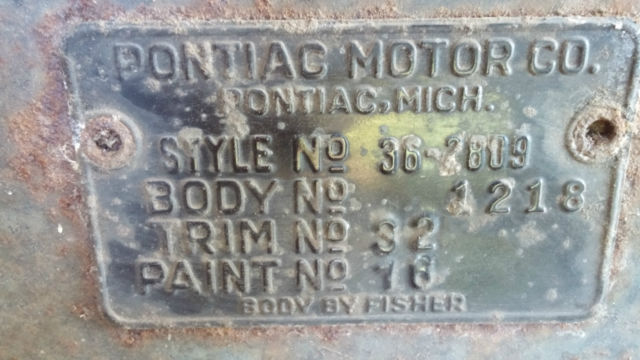 PONTIAC MOTOR CO.
PONTIAC, MICH.
STYLE Nº 36-2809
BODY Nº 1218
TRIM Nº 32
PAINT Nº 16
BODY BY FISHER